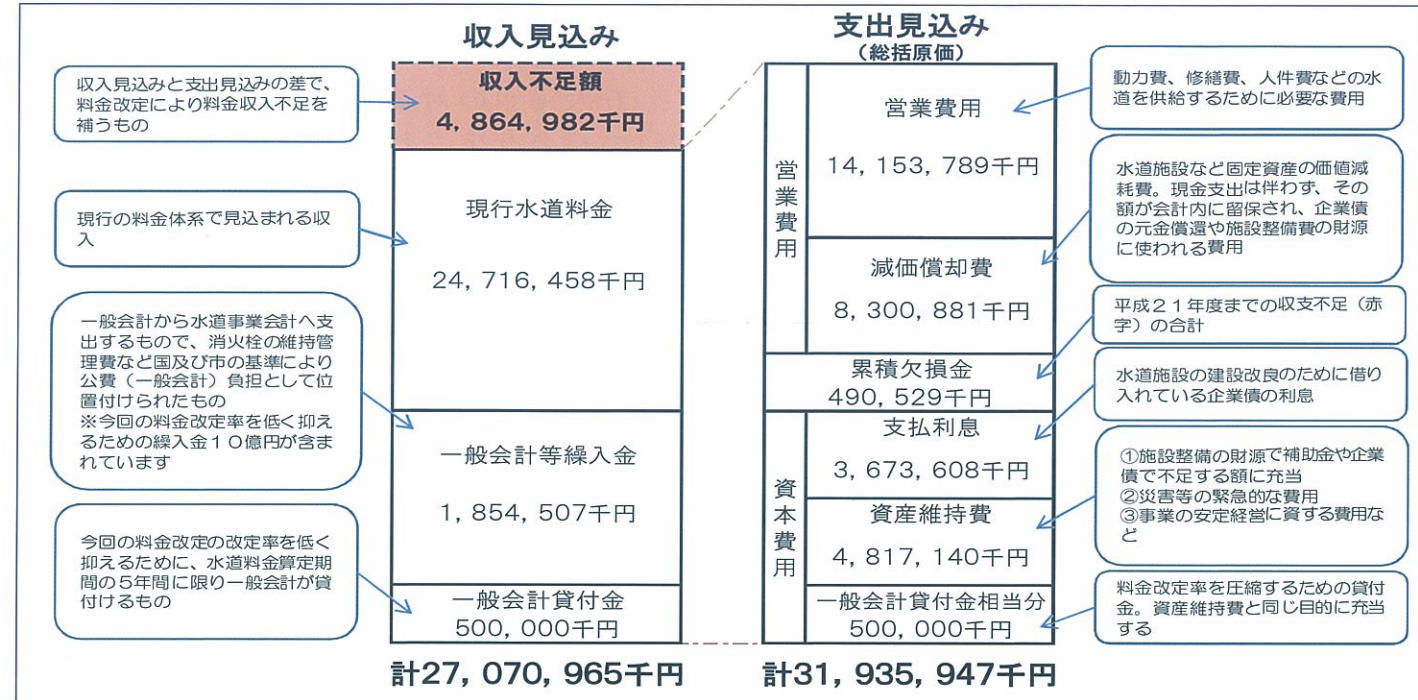 収入見込み
収入不足額
4,864,982千円
現行水道料金
24,716,458千円
一般会計等繰入金
1,854,507千円
一般会計貸付金
500,000千円
計27,070,965千円
収入見込みと支出見込みの差で、
料金改定により料金収入不足を
補うもの
現行の料金体系で見込まれる収
入
一般会計から水道事業会計へ支
出するもので、消火栓の維持管
理費など国及び市の基準により
公費(一般会計)負担として位
置付けられたもの
※今回の料金改定率を低く抑え
るための繰入金10億円が含ま
れています
今回の料金改定の改定率を低く
抑えるために、水道料金算定期
間の5年間に限り一般会計が貸
付けるもの
支出見込み
(総括原価)
営業費用
営業費用
14,153,789千円
減価償却費
8,300,881千円
累積欠損金
490,529千円
資本費用
支払利息
3,673,608千円
資産維持費
4,817,140千円
一般会計貸付金相当分
500,000千円
計31,935,947千円
動力費、修繕費、人件費などの水
道を供給するために必要な費用
水道施設など固定資産の価値減
耗費。現金支出は伴わず、その
額が会計内に留保され、企業債
の元金償還や施設整備費の財源
に使われる費用
平成21年度までの収支不足(赤
字)の合計
水道施設の建設改良のために借り
入れている企業債の利息
①施設整備の財源で補助金や企業
債で不足する額に充当
②災害等の緊急的な費用
③事業の安定経営に資する費用な
ど
料金改定率を圧縮するための貸付
金。資産維持費と同じ目的に充当
する